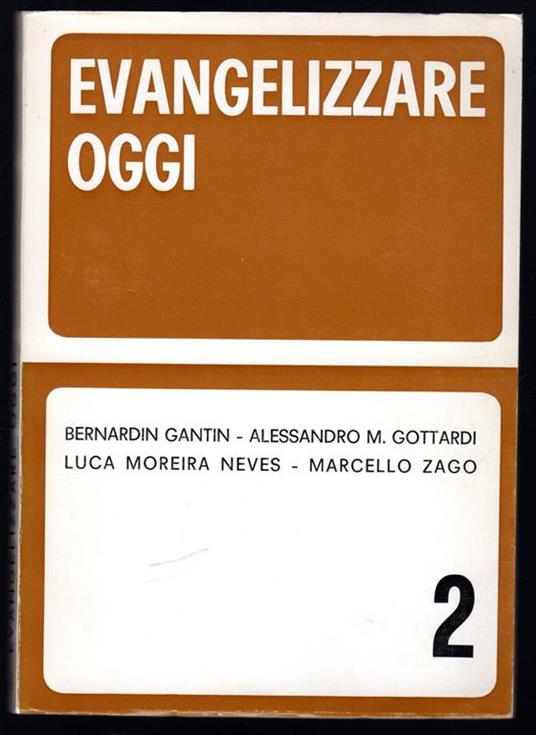 EVANGELIZZARE
OGGI
BERNARDIN GANTIN - ALESSANDRO M. GOTTARDI
LUCA MOREIRA NEVES - MARCELLO ZAGO
2